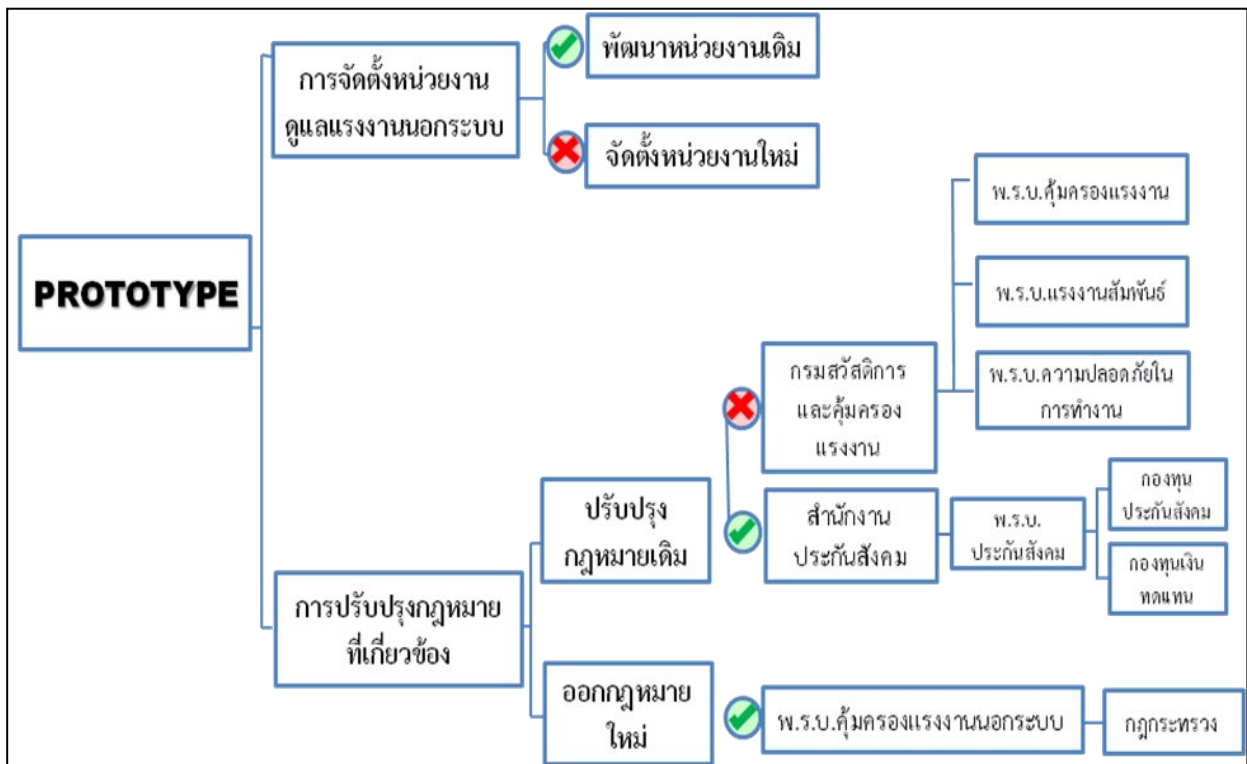 PROTOTYPE
การจัดตั้งหน่วยงาน
ดูแลแรงงานนอกระบบ
พัฒนาหน่วยงานเดิม
จัดตั้งหน่วยงานใหม่
การปรับปรุงกฎหมาย
ที่เกี่ยวข้อง
ปรับปรุง
กฎหมายเดิม
กรมสวัสดิการ
และคุ้มครอง
แรงงาน
พ.ร.บ.คุ้มครองแรงงาน
พ.ร.บ.แรงงานสัมพันธ์
พ.ร.บ.ความปลอดภัยใน
การทำงาน
สำนักงาน
ประกันสังคม
พ.ร.บ.
ประกันสังคม
กองทุน
ประกันสังคม
กองทุนเงิน
ทดแทน
ออกกฎหมาย
ใหม่
พ.ร.บ.คุ้มครองแรงงานนอกระบบ
กฎกระทรวง